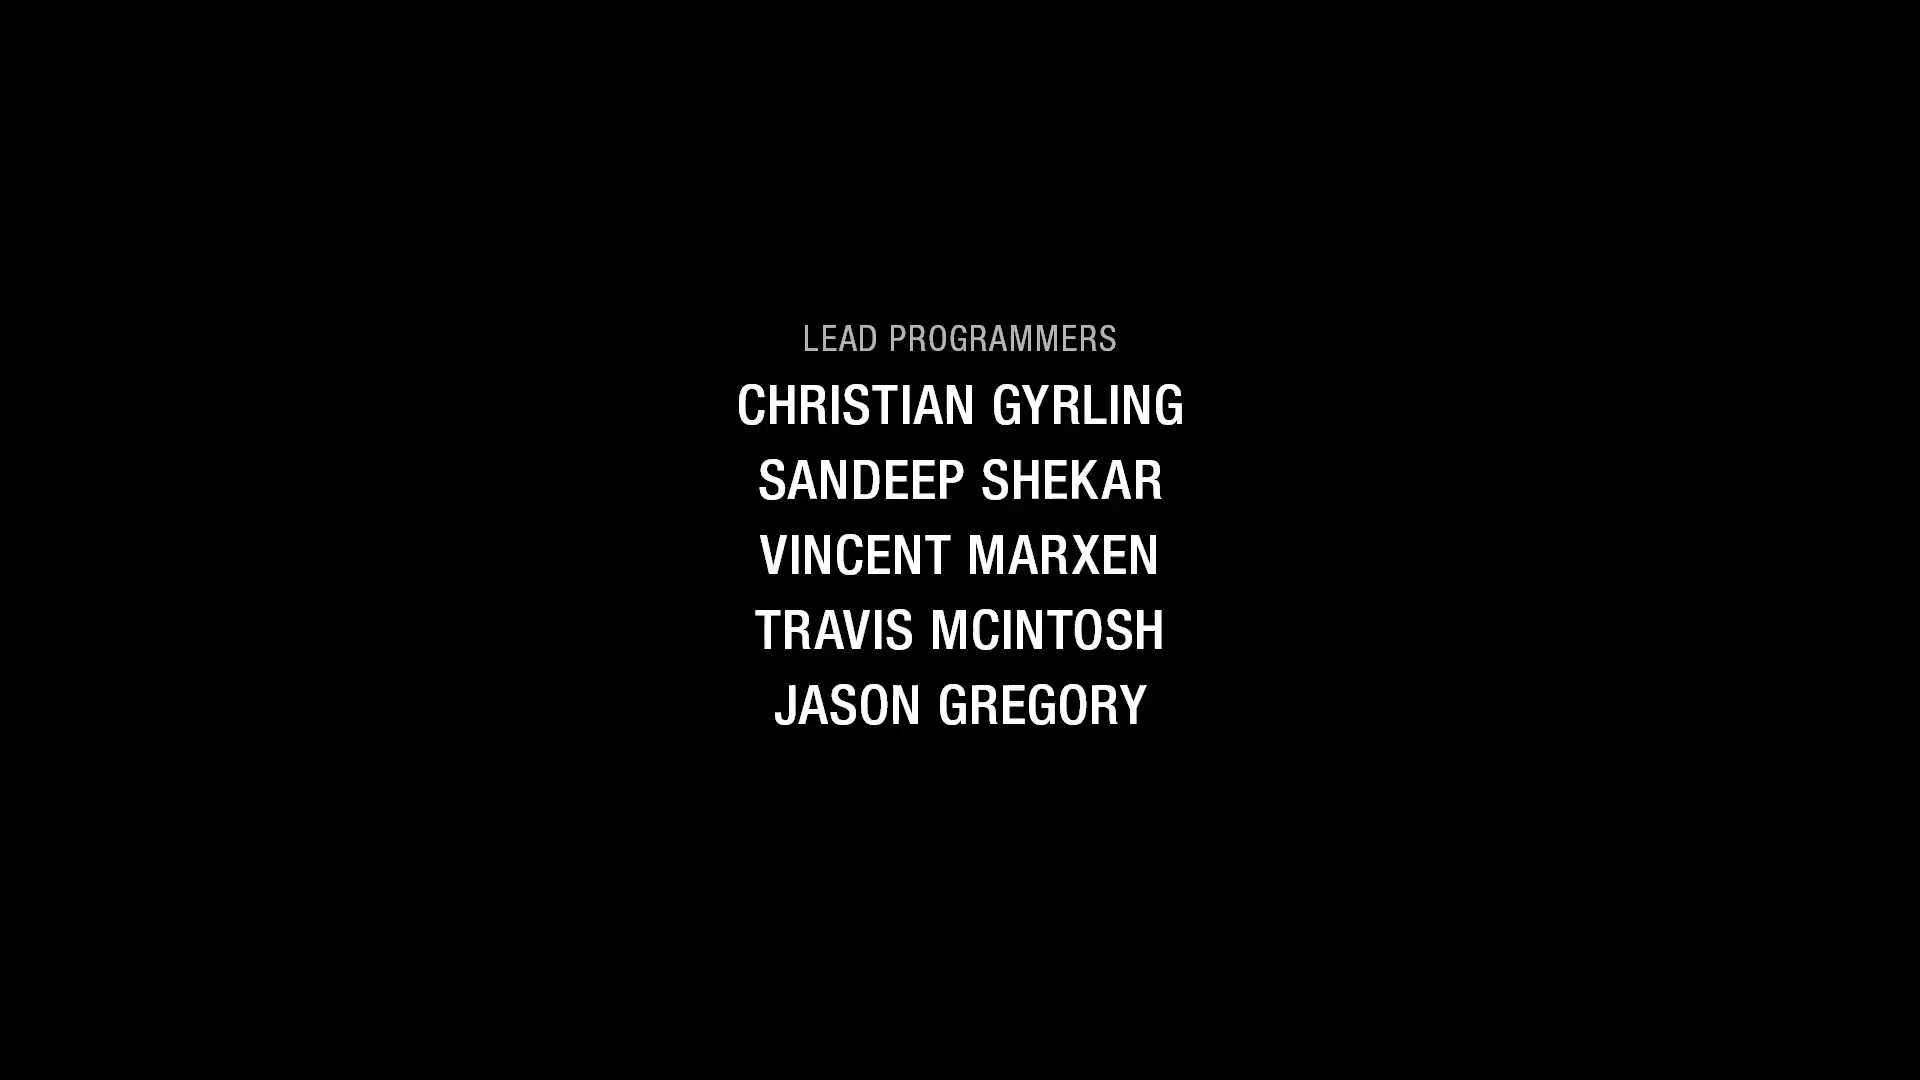 LEAD PROGRAMMERS
CHRISTIAN GYRLING
SANDEEP SHEKAR
VINCENT MARXEN
TRAVIS MCINTOSH
JASON GREGORY